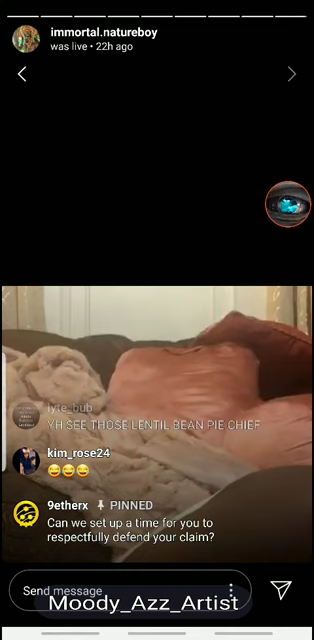 immortal.natureboy
was live • 22h ago
lyte_bub
YH SEE THOSE LENTIL BEAN PIE CHIEF
kim_rose24
😂😂😂
9etherx PINNED
Can we set up a time for you to
respectfully defend your claim?
Send message
Moody_Azz_Artist